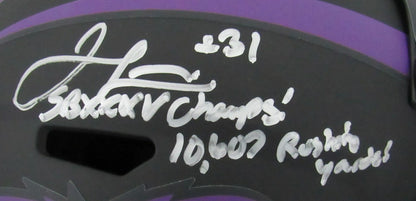 #31
SBXXXV Champs!
10,607 Rushing
Yards!